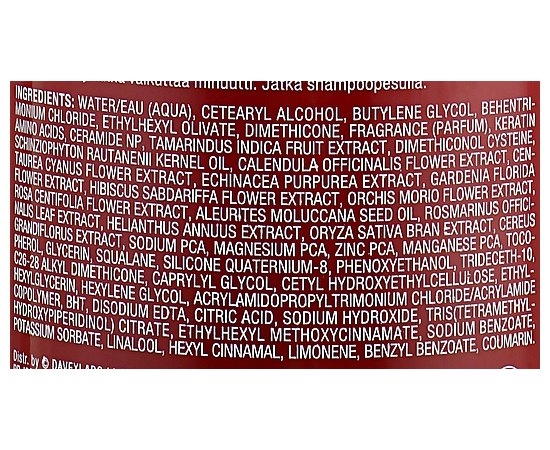 vaikuttaa minuutti. Jatka shampoopesulla.
INGREDIENTS: WATER/EAU (AQUA), CETEARYL ALCOHOL, BUTYLENE GLYCOL, BEHENTRI-
MONIUM CHLORIDE, ETHYLHEXYL OLIVATE, DIMETHICONE, FRAGRANCE (PARFUM), KERATIN
AMINO ACIDS, CERAMIDE NP, TAMARINDUS INDICA FRUIT EXTRACT, DIMETHICONOL CYSTEINE,
SCHINZIOPHYTON RAUTANENII KERNEL OIL, CALENDULA OFFICINALIS FLOWER EXTRACT, CEN-
TAUREA CYANUS FLOWER EXTRACT, ECHINACEA PURPUREA EXTRACT, GARDENIA FLORIDA
FLOWER EXTRACT, HIBISCUS SABDARIFFA FLOWER EXTRACT, ORCHIS MORIO FLOWER EXTRACT,
ROSA CENTIFOLIA FLOWER EXTRACT, ALEURITES MOLUCCANA SEED OIL, ROSMARINUS OFFICI-
NALIS LEAF EXTRACT, HELIANTHUS ANNUUS EXTRACT, ORYZA SATIVA BRAN EXTRACT, CEREUS
GRANDIFLORUS EXTRACT, SODIUM PCA, MAGNESIUM PCA, ZINC PCA, MANGANESE PCA, TOCO-
PHEROL, GLYCERIN, SQUALANE, SILICONE QUATERNIUM-8, PHENOXYETHANOL, TRIDECETH-10,
C26-28 ALKYL DIMETHICONE, CAPRYLYL GLYCOL, CETYL HYDROXYETHYLCELLULOSE, ETHYL-
HEXYLGLYCERIN, HEXYLENE GLYCOL, ACRYLAMIDOPROPYLTRIMONIUM CHLORIDE/ACRYLAMIDE
COPOLYMER, BHT, DISODIUM EDTA, CITRIC ACID, SODIUM HYDROXIDE, TRIS(TETRAMETHYL-
HYDROXYPIPERIDINOL) CITRATE, ETHYLHEXYL METHOXYCINNAMATE, SODIUM BENZOATE,
POTASSIUM SORBATE, LINALOOL, HEXYL CINNAMAL, LIMONENE, BENZYL BENZOATE, COUMARIN.
Distr. by © DAVEXLABS